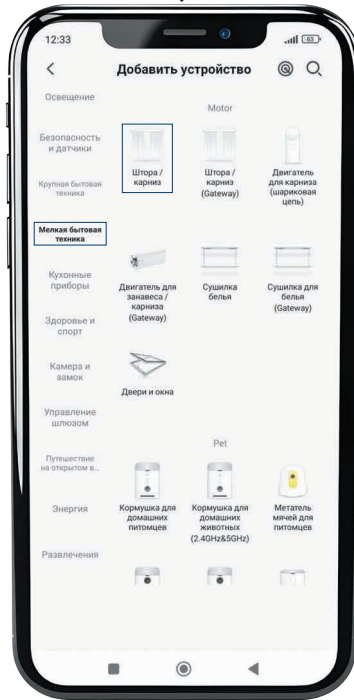 12:33
63
Добавить устройство
Освещение
Безопасность
и датчики
Крупная бытовая
техника
Мелкая бытовая
техника
Кухонные
приборы
Здоровье и
спорт
Камера и
замок
Управление
шлюзом
Путешествие
на открытом в...
Энергия
Развлечения
Motor
Штора /
карниз
Штора /
карниз
(Gateway)
Двигатель
для карниза
(шариковая
цепь)
Двигатель для
занавеса /
карниза
(Gateway)
Сушилка
белья
Сушилка для
белья
(Gateway)
Двери и окна
Pet
Кормушка для
домашних
питомцев
Кормушка для
домашних
животных
(2.4GHz&5GHz)
Метатель
мячей для
питомцев